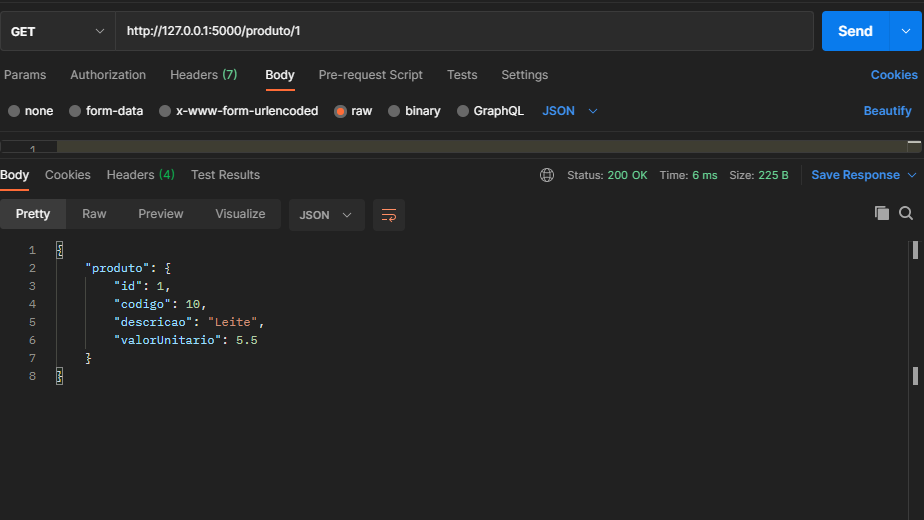 GET http://127.0.0.1:5000/produto/1 Send
Params Authorization Headers (7) Body Pre-request Script Tests Settings Cookies
none form-data x-www-form-urlencoded raw binary GraphQL JSON Beautify
1
Body Cookies Headers (4) Test Results Status: 200 OK Time: 6 ms Size: 225 B Save Response
Pretty Raw Preview Visualize JSON
1 {
2 "produto": {
3 "id": 1,
4 "codigo": 10,
5 "descricao": "Leite",
6 "valorUnitario": 5.5
7 }
8 }